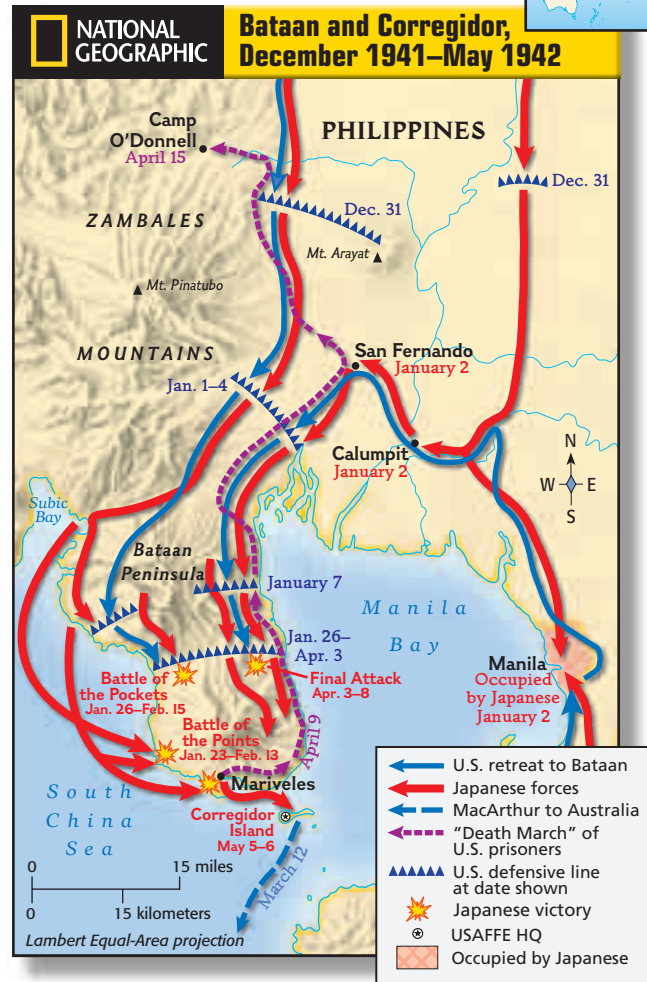 NATIONAL
GEOGRAPHIC
Bataan and Corregidor,
December 1941–May 1942
Camp
O'Donnell
April 15
PHILIPPINES
Dec. 31
Dec. 31
ZAMBALES
Mt. Arayat
Mt. Pinatubo
MOUNTAINS
San Fernando
January 2
Jan. 1–4
Calumpit
January 2
N
W
E
S
Subic
Bay
Bataan
Peninsula
January 7
Manila
Bay
Jan. 26–
Apr. 3
Manila
Occupied
by Japanese
January 2
Battle of
the Pockets
Jan. 26–Feb. 15
Final Attack
Apr. 3–8
Battle of
the Points
Jan. 23–Feb. 13
April 9
Mariveles
South
China
Sea
Corregidor
Island
May 5–6
March 12
0
15 miles
0
15 kilometers
Lambert Equal-Area projection
U.S. retreat to Bataan
Japanese forces
MacArthur to Australia
"Death March" of
U.S. prisoners
U.S. defensive line
at date shown
Japanese victory
USAFFE HQ
Occupied by Japanese